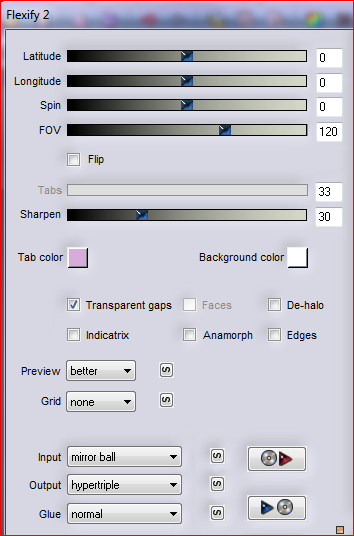 Flexify 2
Latitude 0
Longitude 0
Spin 0
FOV 120
Flip
Tabs 33
Sharpen 30
Tab color Background color
Transparent gaps Faces De-halo
Indicatrix Anamorph Edges
Preview better S
Grid none S
Input mirror ball S
Output hypertriple S
Glue normal S